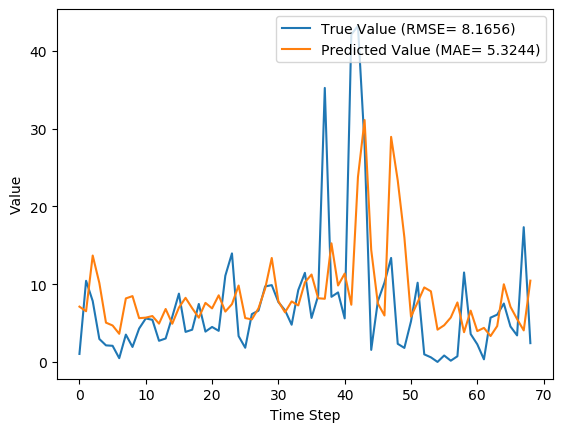 True Value (RMSE= 8.1656)
Predicted Value (MAE= 5.3244)
40
30
20
10
0
Value
0 10 20 30 40 50 60 70
Time Step